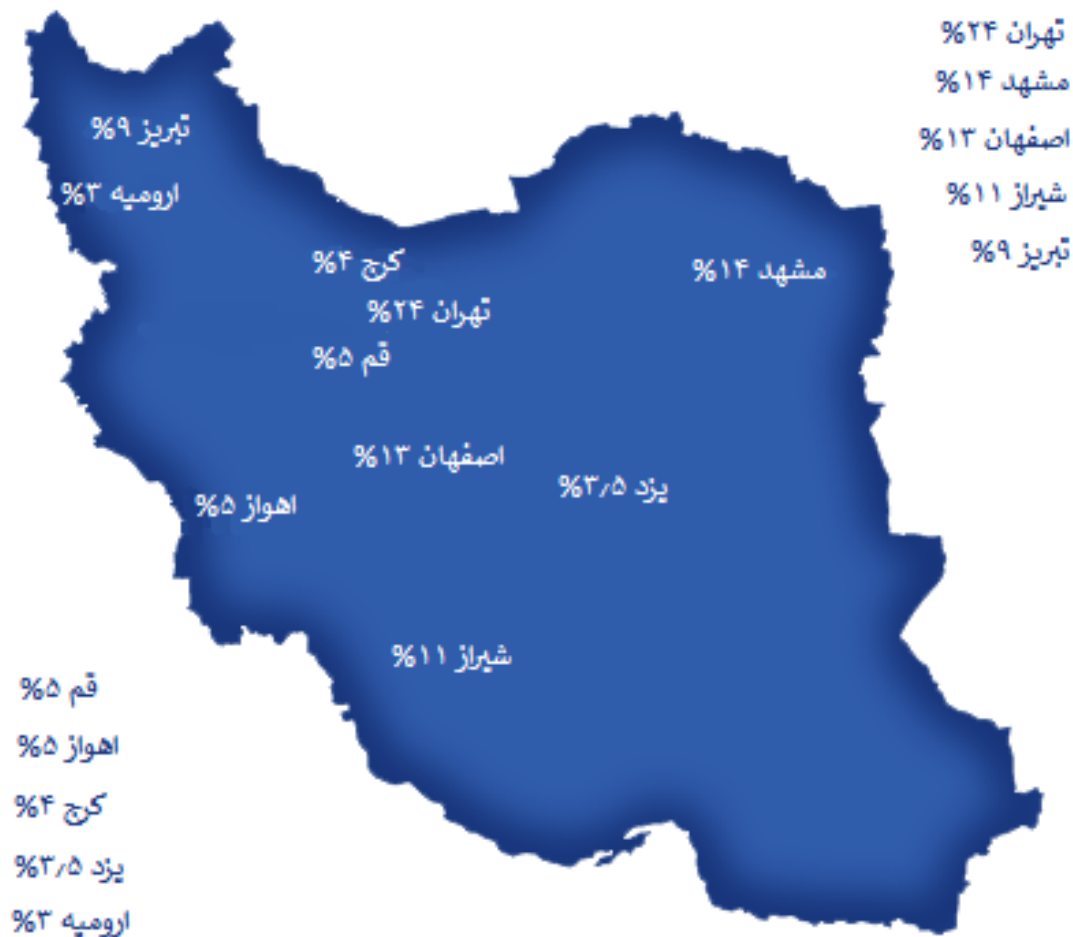 تهران ۲۴%
مشهد ۱۴%
اصفهان ۱۳%
شیراز ۱۱%
تبریز ۹%
تبریز ۹%
ارومیه ۳%
کرج ۴%
مشهد ۱۴%
تهران ۲۴%
قم ۵%
اصفهان ۱۳%
یزد ۳٫۵%
اهواز ۵%
شیراز ۱۱%
قم ۵%
اهواز ۵%
کرج ۴%
یزد ۳٫۵%
ارومیه ۳%